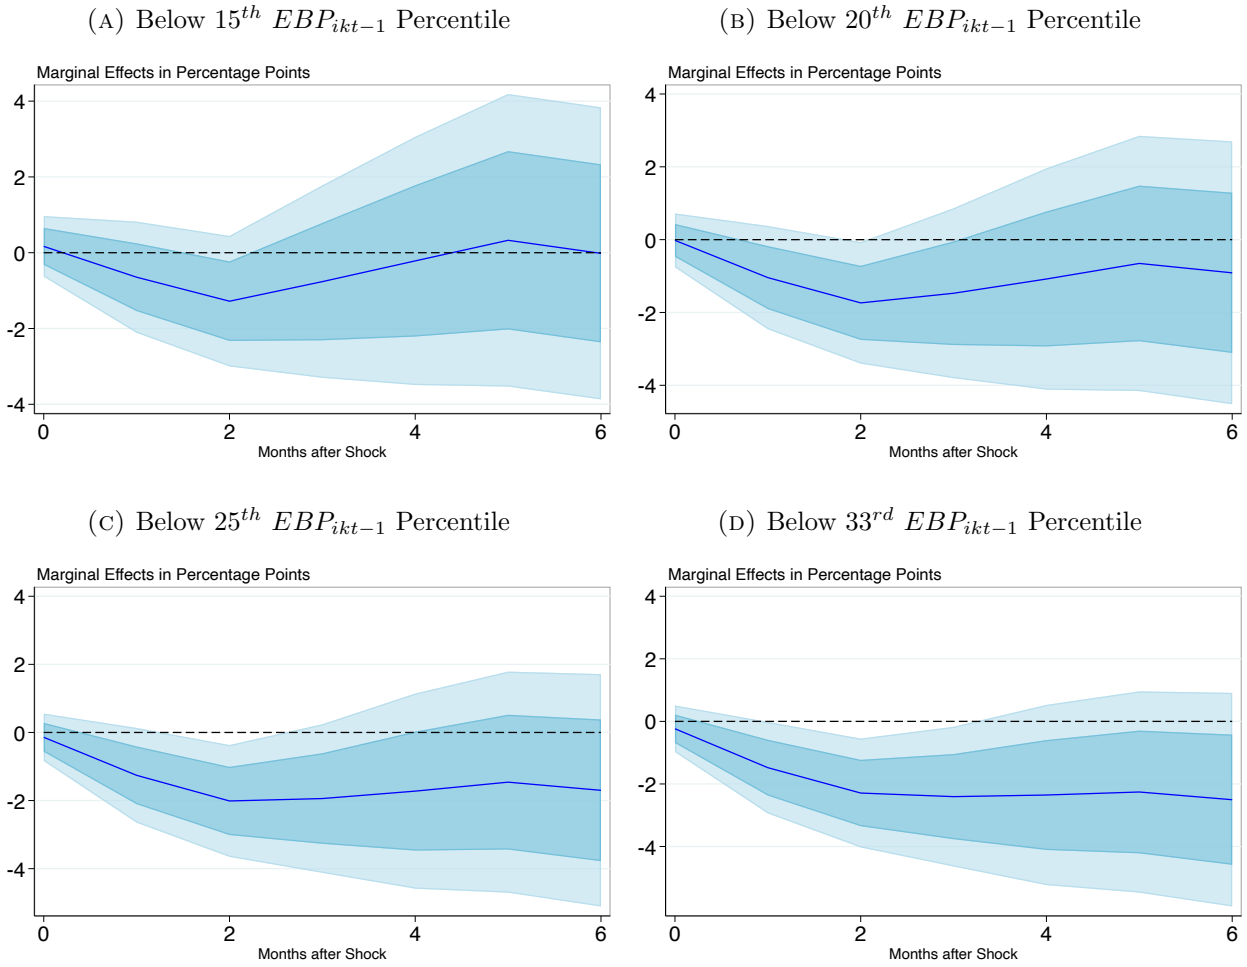 (A) Below 15th EBPikt−1 Percentile
Marginal Effects in Percentage Points
4
2
0
-2
-4
0 2 4 6
Months after Shock
(B) Below 20th EBPikt−1 Percentile
Marginal Effects in Percentage Points
4
2
0
-2
-4
0 2 4 6
Months after Shock
(C) Below 25th EBPikt−1 Percentile
Marginal Effects in Percentage Points
4
2
0
-2
-4
0 2 4 6
Months after Shock
(D) Below 33rd EBPikt−1 Percentile
Marginal Effects in Percentage Points
4
2
0
-2
-4
0 2 4 6
Months after Shock